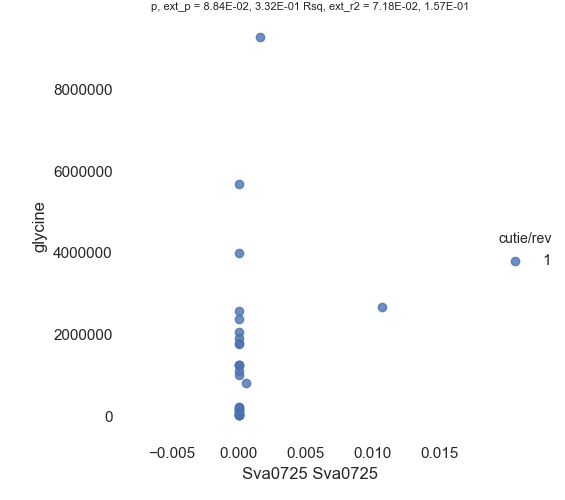 p, ext_p = 8.84E-02, 3.32E-01 Rsq, ext_r2 = 7.18E-02, 1.57E-01
8000000
6000000
4000000
2000000
0
glycine
cutie/rev
1
−0.005 0.000 0.005 0.010 0.015
Sva0725 Sva0725